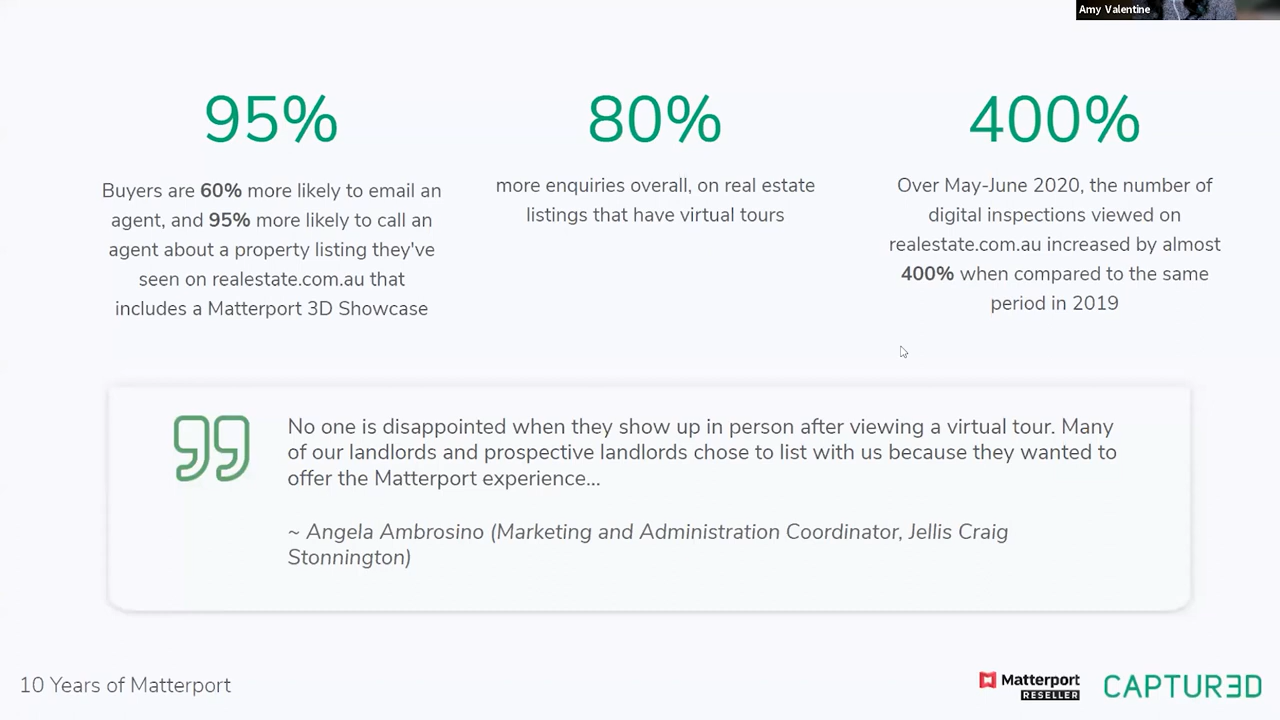 Amy Valentine
95%
Buyers are 60% more likely to email an
agent, and 95% more likely to call an
agent about a property listing they've
seen on realestate.com.au that
includes a Matterport 3D Showcase
80%
more enquiries overall, on real estate
listings that have virtual tours
400%
Over May-June 2020, the number of
digital inspections viewed on
realestate.com.au increased by almost
400% when compared to the same
period in 2019
No one is disappointed when they show up in person after viewing a virtual tour. Many
of our landlords and prospective landlords chose to list with us because they wanted to
offer the Matterport experience...
~ Angela Ambrosino (Marketing and Administration Coordinator, Jellis Craig
Stonnington)
10 Years of Matterport
Matterport
RESELLER
CAPTUR3D